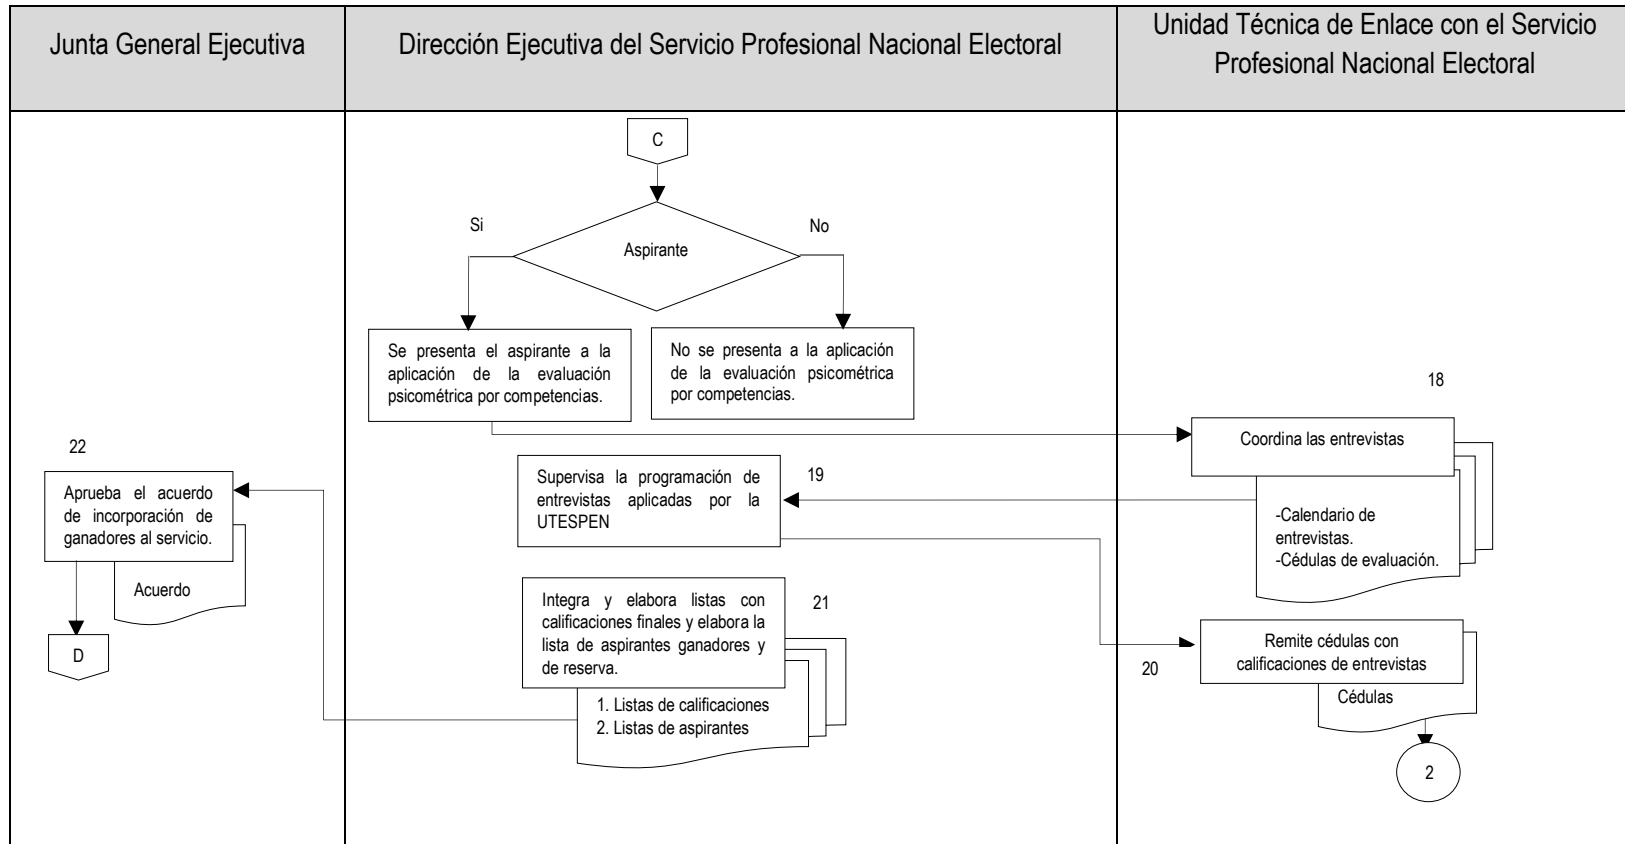 Junta General Ejecutiva
Dirección Ejecutiva del Servicio Profesional Nacional Electoral
Unidad Técnica de Enlace con el Servicio
Profesional Nacional Electoral
C
Si
No
Aspirante
Se presenta el aspirante a la
aplicación de la evaluación
psicométrica por competencias.
No se presenta a la aplicación
de la evaluación psicométrica
por competencias.
18
Coordina las entrevistas
-Calendario de
entrevistas.
-Cédulas de evaluación.
19
Supervisa la programación de
entrevistas aplicadas por la
UTESPEN
20
Remite cédulas con
calificaciones de entrevistas
Cédulas
2
21
Integra y elabora listas con
calificaciones finales y elabora la
lista de aspirantes ganadores y
de reserva.
1. Listas de calificaciones
2. Listas de aspirantes
22
Aprueba el acuerdo
de incorporación de
ganadores al servicio.
Acuerdo
D